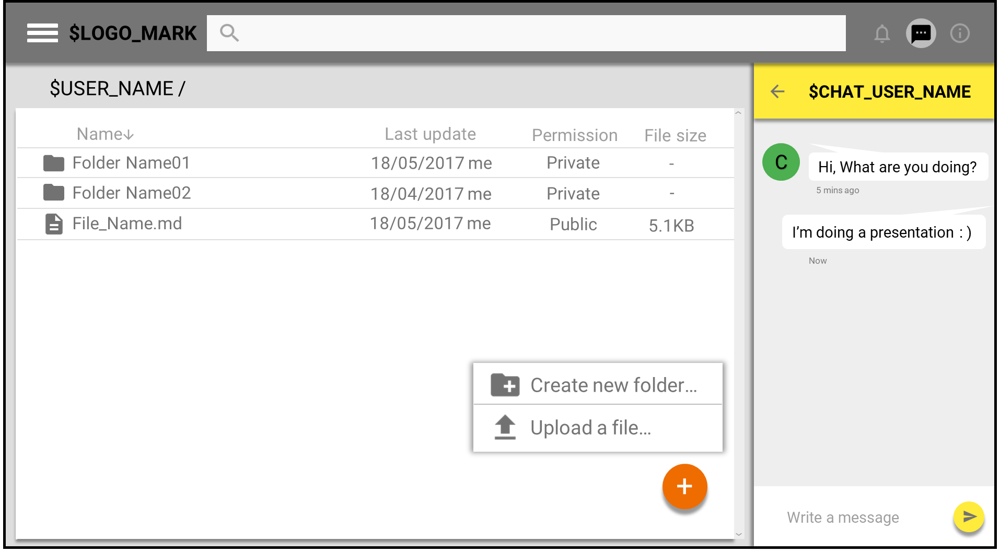 $LOGO_MARK
$USER_NAME /
Name↓ Last update Permission File size
Folder Name01 18/05/2017 me Private -
Folder Name02 18/04/2017 me Private -
File_Name.md 18/05/2017 me Public 5.1KB
Create new folder...
Upload a file...
$CHAT_USER_NAME
C
Hi, What are you doing?
5 mins ago
I’m doing a presentation : )
Now
Write a message